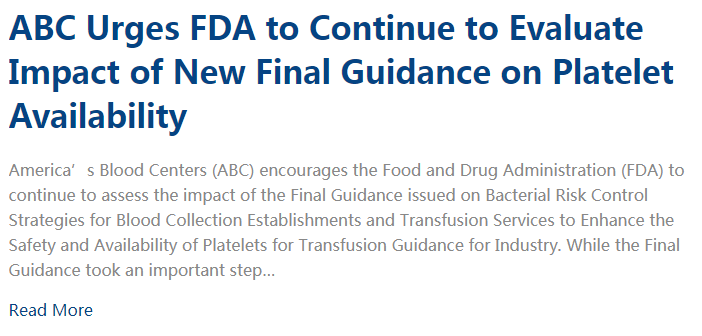 ABC Urges FDA to Continue to Evaluate
Impact of New Final Guidance on Platelet
Availability
America’s Blood Centers (ABC) encourages the Food and Drug Administration (FDA) to
continue to assess the impact of the Final Guidance issued on Bacterial Risk Control
Strategies for Blood Collection Establishments and Transfusion Services to Enhance the
Safety and Availability of Platelets for Transfusion Guidance for Industry. While the Final
Guidance took an important step...
Read More